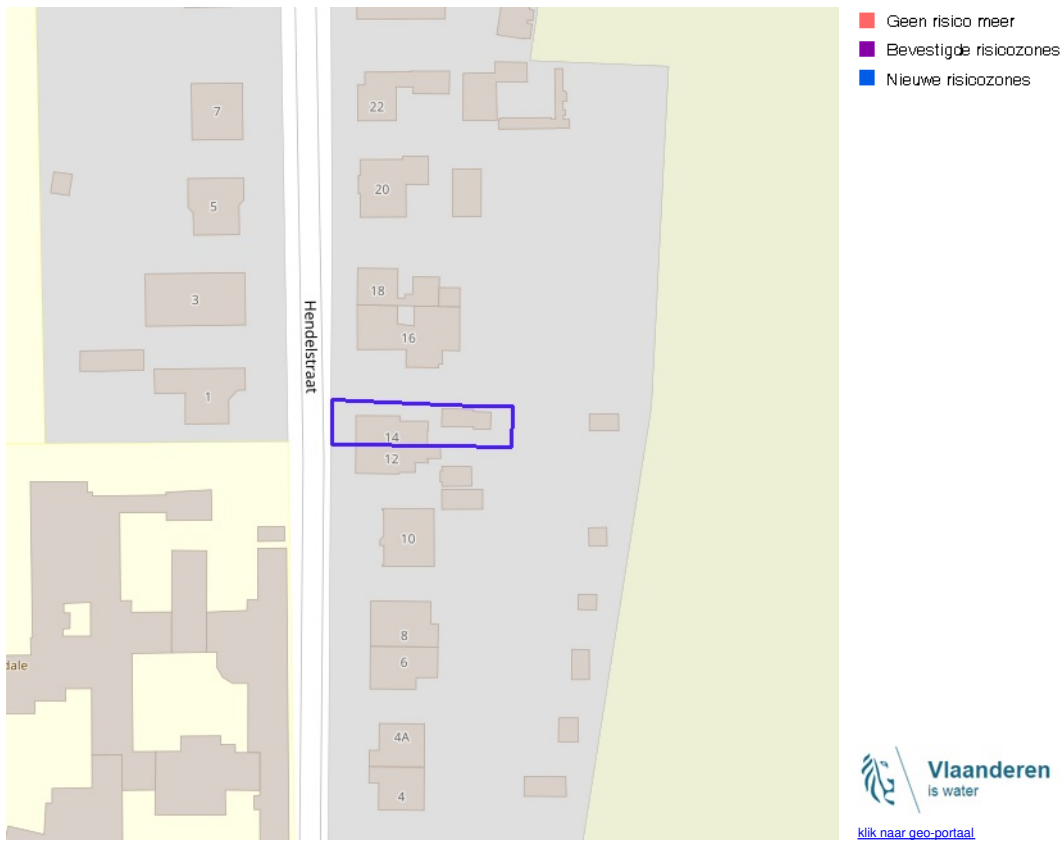 Geen risico meer
Bevestigde risicozones
Nieuwe risicozones
22
7
20
5
18
3
16
Hendelstraat
1
14
12
10
8
6
dale
4A
4
Vlaanderen
is water
klik naar geo-portaal